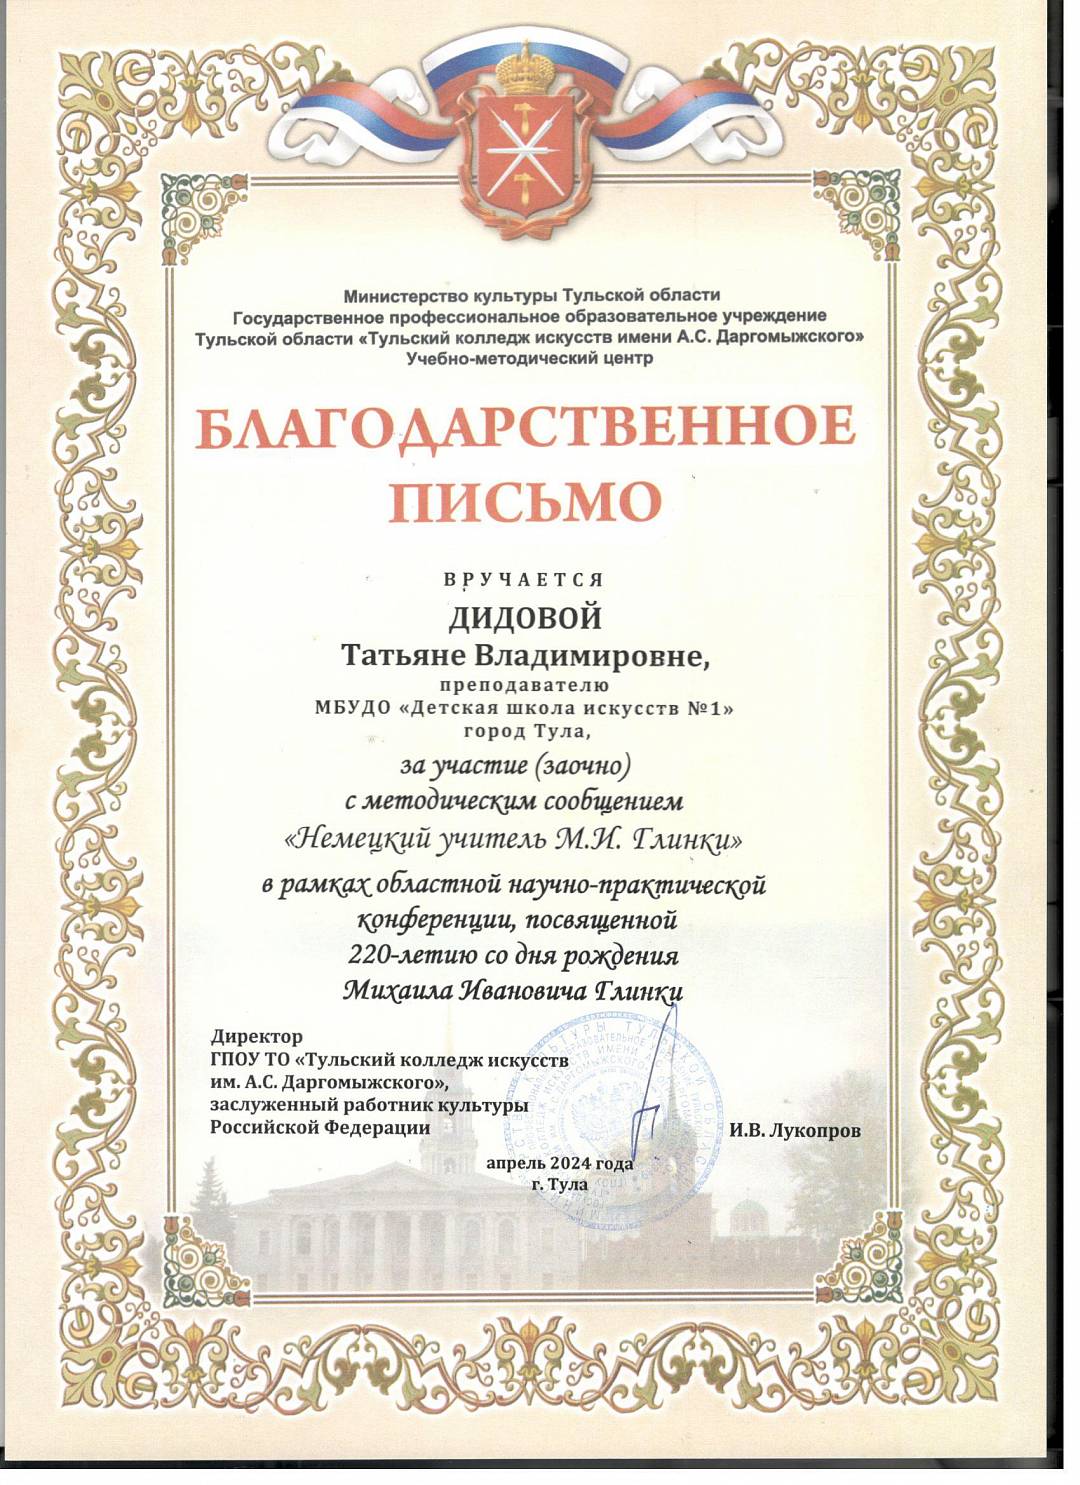 Министерство культуры Тульской области
Государственное профессиональное образовательное учреждение
Тульской области «Тульский колледж искусств имени А.С. Даргомыжского»
Учебно-методический центр
БЛАГОДАРСТВЕННОЕ
ПИСЬМО
ВРУЧАЕТСЯ
ДИДОВОЙ
Татьяне Владимировне,
преподавателю
МБУДО «Детская школа искусств №1»
город Тула,
за участие (заочно)
с методическим сообщением
«Немецкий учитель М.И. Глинки»
в рамках областной научно-практической
конференции, посвященной
220-летию со дня рождения
Михаила Ивановича Глинки
Директор
ГПОУ ТО «Тульский колледж искусств
им. А.С. Даргомыжского»,
заслуженный работник культуры
Российской Федерации
И.В. Лукопров
апрель 2024 года
г. Тула